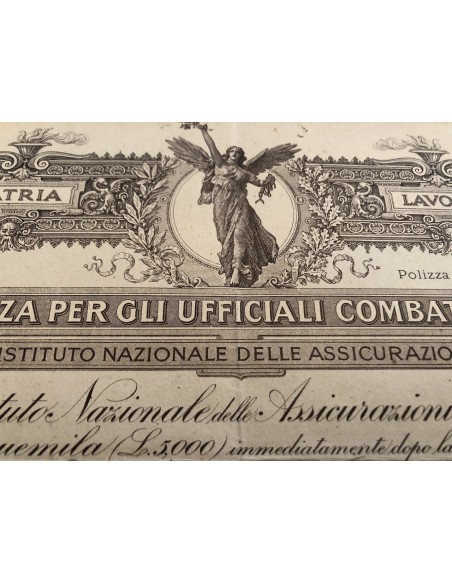 ATRIA LAVO
Polizza
ZA PER GLI UFFICIALI COMBAT
ISTITUTO NAZIONALE DELLE ASSICURAZIO
tuto Nazionale delle Assicurazioni
uemila (L.5,000) immediatamente dopo la